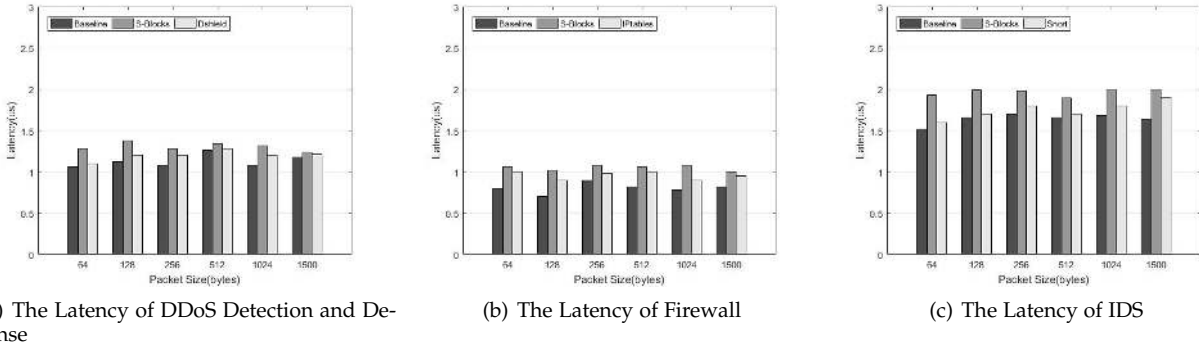 3
Baseline S-Blocks Dshield
2.5
2
1.5
1
0.5
0
Latency(us)
64 128 256 512 1024 1500
Packet Size(bytes)
) The Latency of DDoS Detection and De-
nse
3
Baseline S-Blocks IPtables
2.5
2
1.5
1
0.5
0
Latency(us)
64 128 256 512 1024 1500
Packet Size(bytes)
(b) The Latency of Firewall
3
Baseline S-Blocks Snort
2.5
2
1.5
1
0.5
0
Latency(us)
64 128 256 512 1024 1500
Packet Size(bytes)
(c) The Latency of IDS